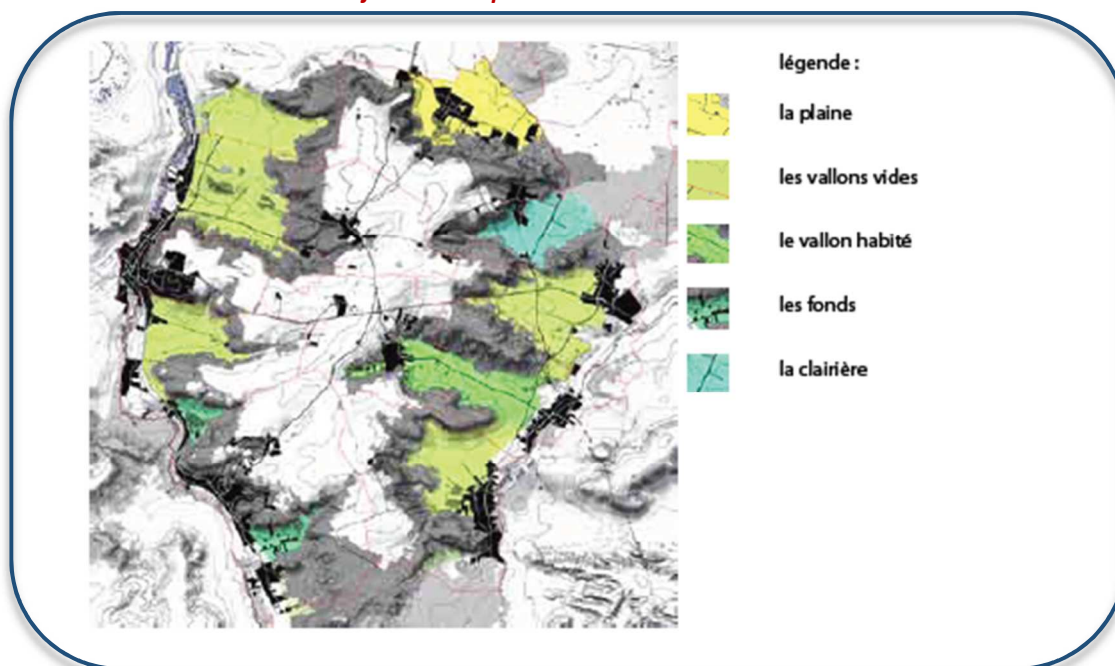 légende :
la plaine
les vallons vides
le vallon habité
les fonds
la clairière